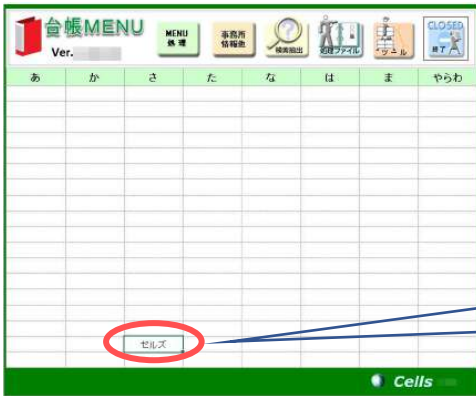 台帳MENU
Ver.
MENU
処理
事務所
情報他
検索抽出
処理ファイル
ツール
CLOSED
終了
あ か さ た な は ま やらわ
セルズ
Cells